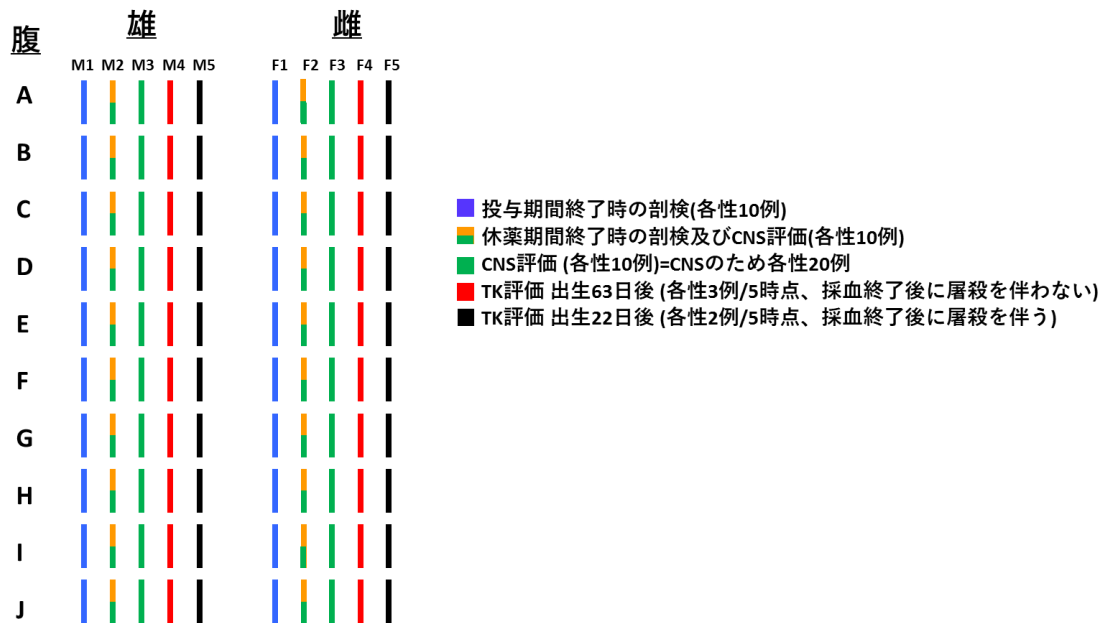 腹
雄
雌
M1 M2 M3 M4 M5
F1 F2 F3 F4 F5
A
B
C
D
E
F
G
H
I
J
投与期間終了時の剖検(各性10例)
休薬期間終了時の剖検及びCNS評価(各性10例)
CNS評価 (各性10例)=CNSのため各性20例
TK評価 出生63日後 (各性3例/5時点、採血終了後に屠殺を伴わない)
TK評価 出生22日後 (各性2例/5時点、採血終了後に屠殺を伴う)